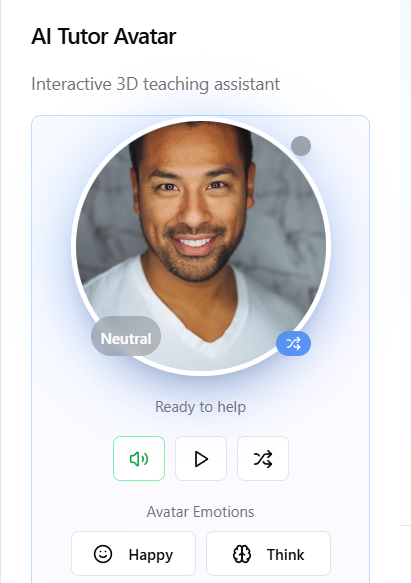 AI Tutor Avatar
Interactive 3D teaching assistant
Neutral
Ready to help
Avatar Emotions
Happy Think